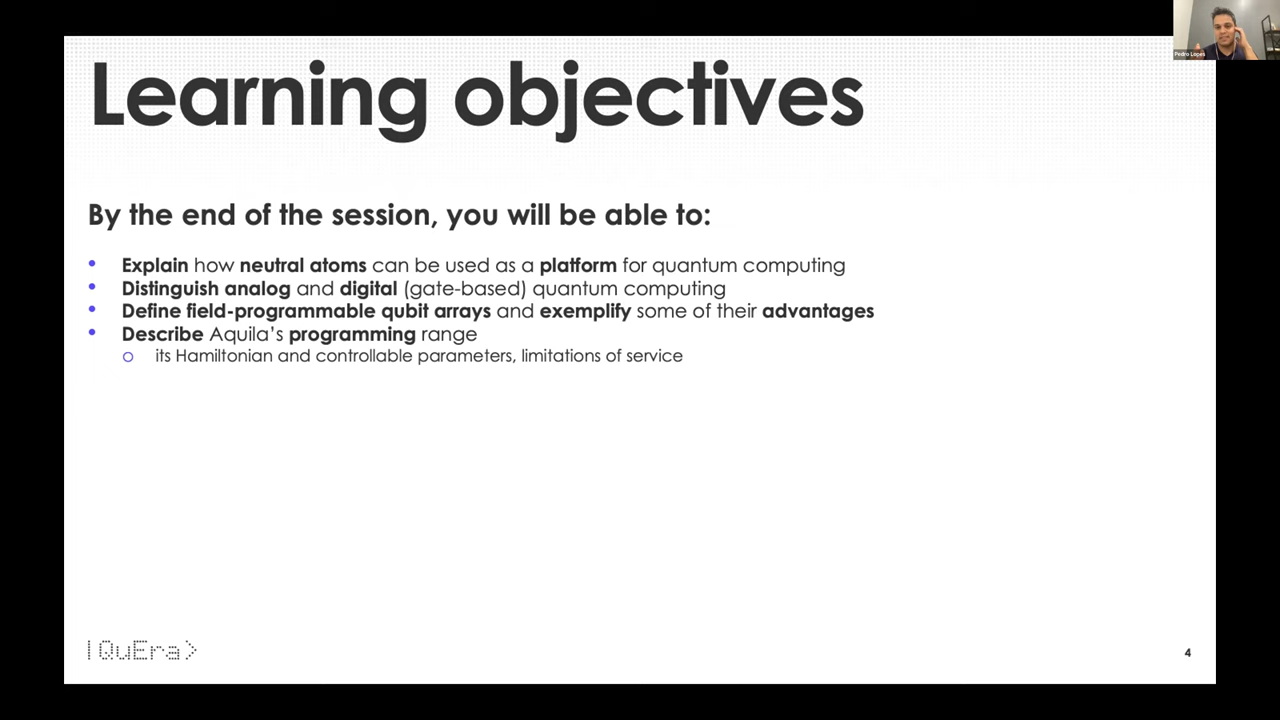 Pedro Lopes
Learning objectives
By the end of the session, you will be able to:
• Explain how neutral atoms can be used as a platform for quantum computing
• Distinguish analog and digital (gate-based) quantum computing
• Define field-programmable qubit arrays and exemplify some of their advantages
• Describe Aquila’s programming range
o its Hamiltonian and controllable parameters, limitations of service
|QuEra>
4